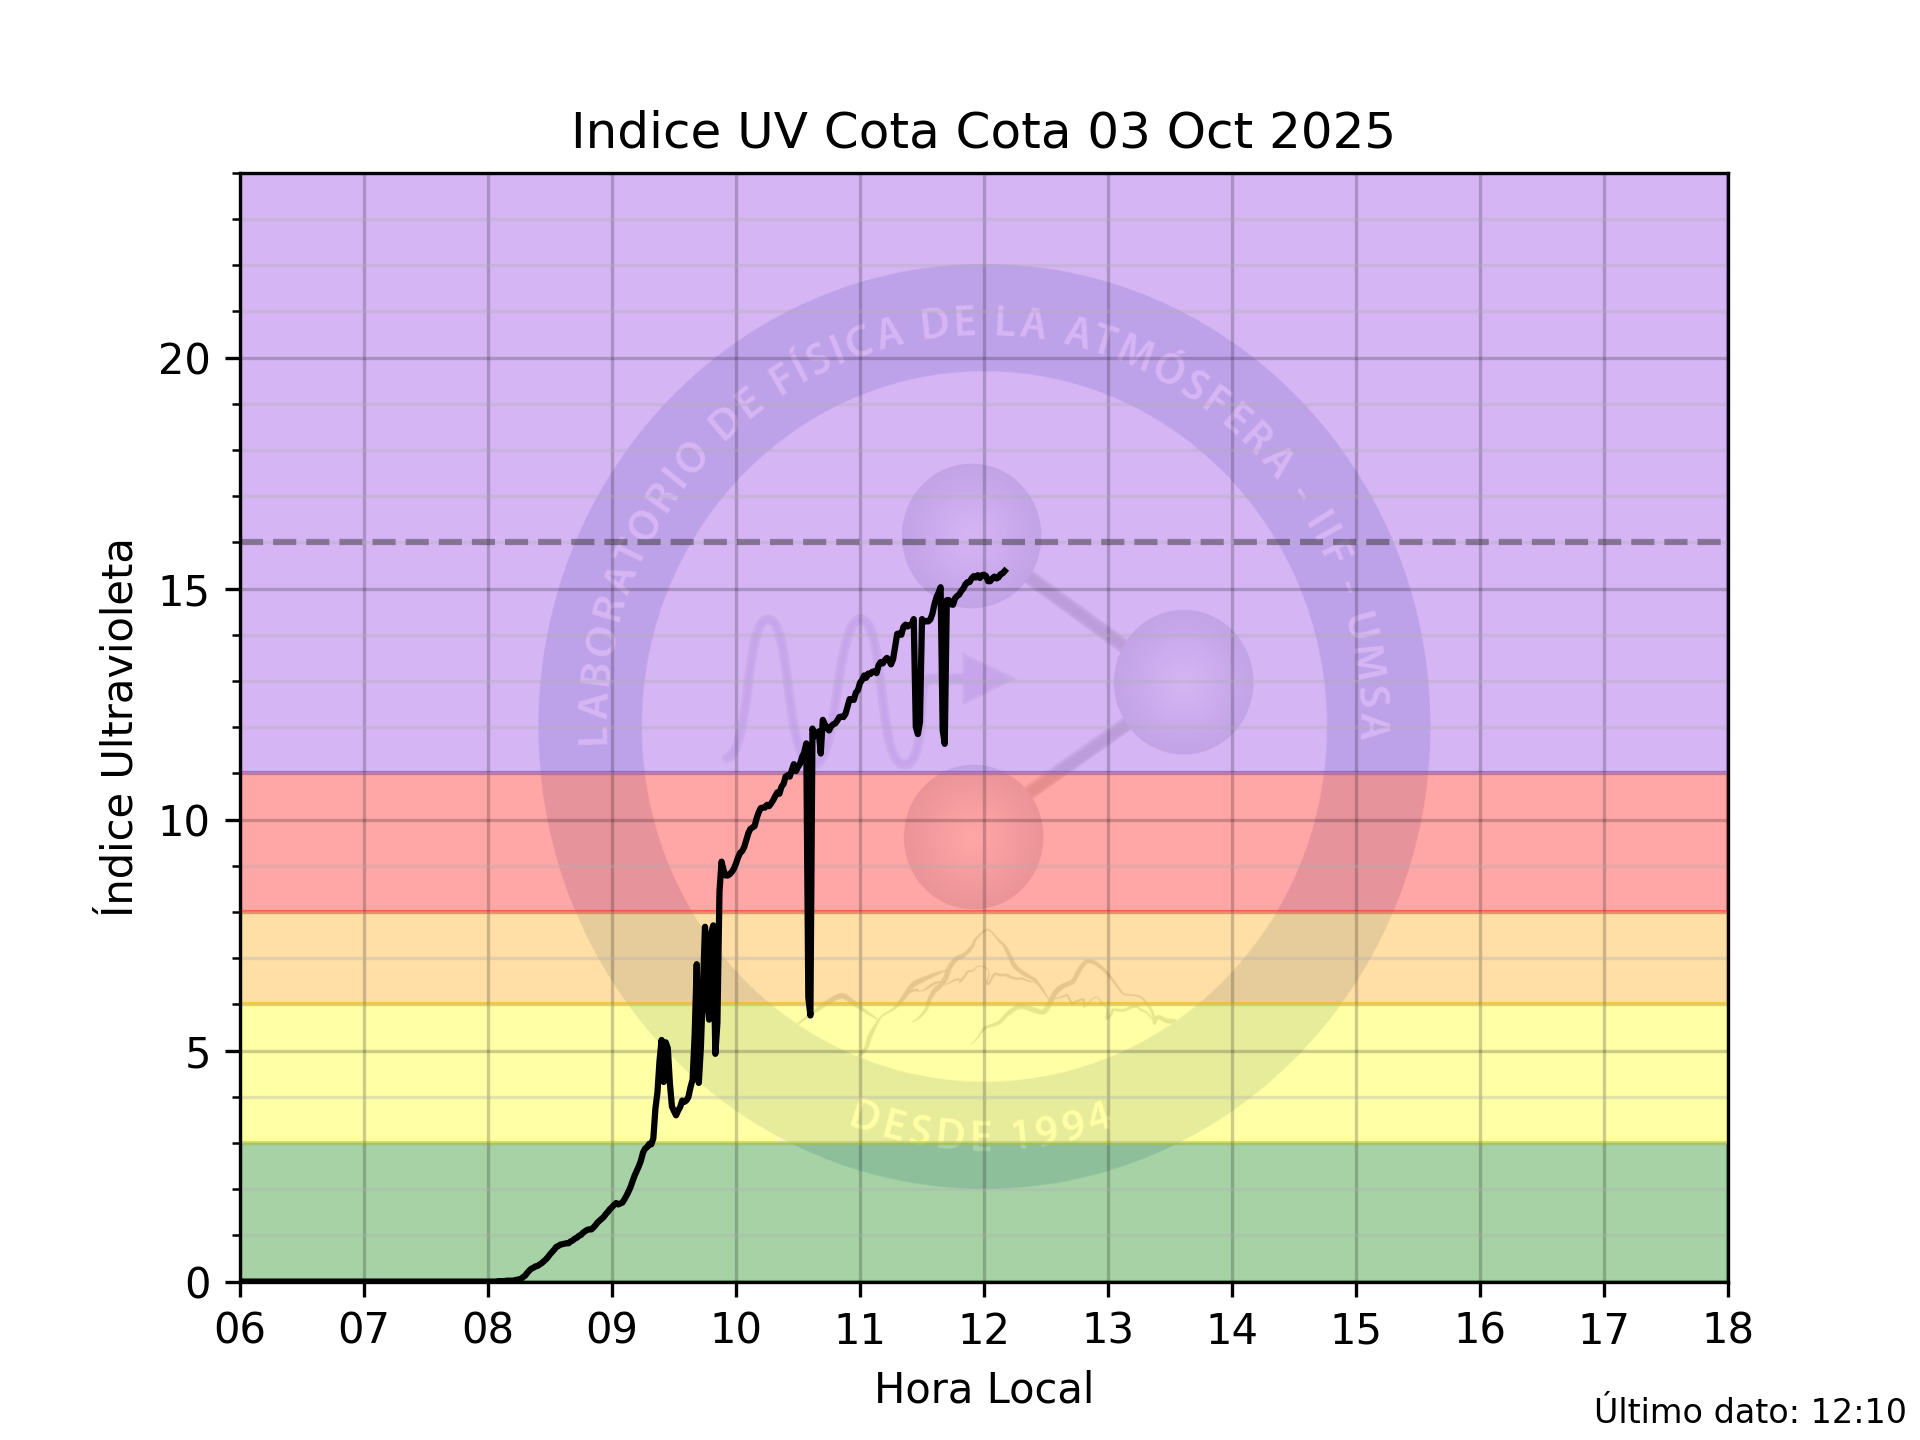 Indice UV Cota Cota 03 Oct 2025
Índice Ultravioleta
20
15
10
5
0
LABORATORIO DE FÍSICA DE LA ATMÓSFERA - IIF - UMSA
DESDE 1994
06 07 08 09 10 11 12 13 14 15 16 17 18
Hora Local
Último dato: 12:10